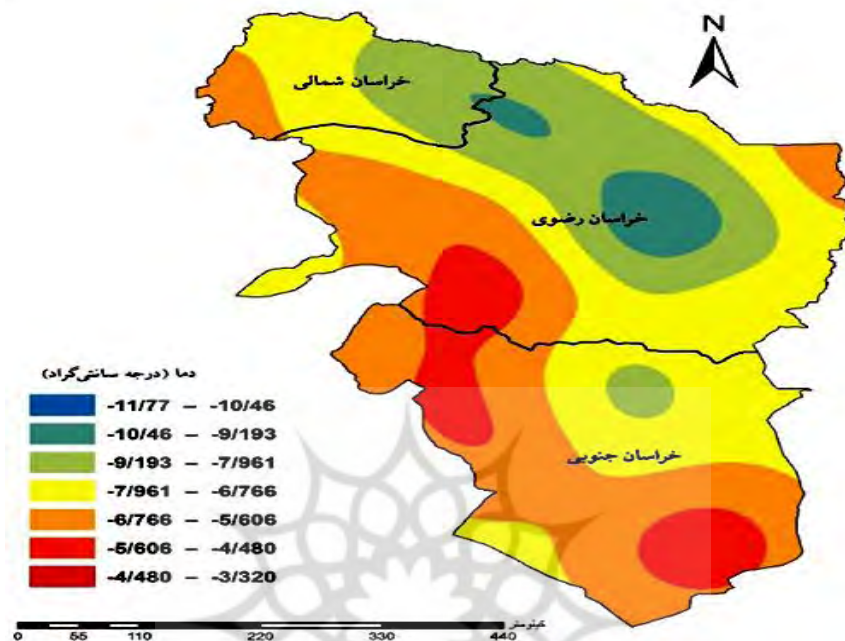 N
خراسان شمالی
خراسان رضوی
خراسان جنوبی
دما (درجه سانتی‌گراد)
-11/77 – -10/46
-10/46 – -9/193
-9/193 – -7/961
-7/961 – -6/766
-6/766 – -5/606
-5/606 – -4/480
-4/480 – -3/320
کیلومتر
0 55 110 220 330 440